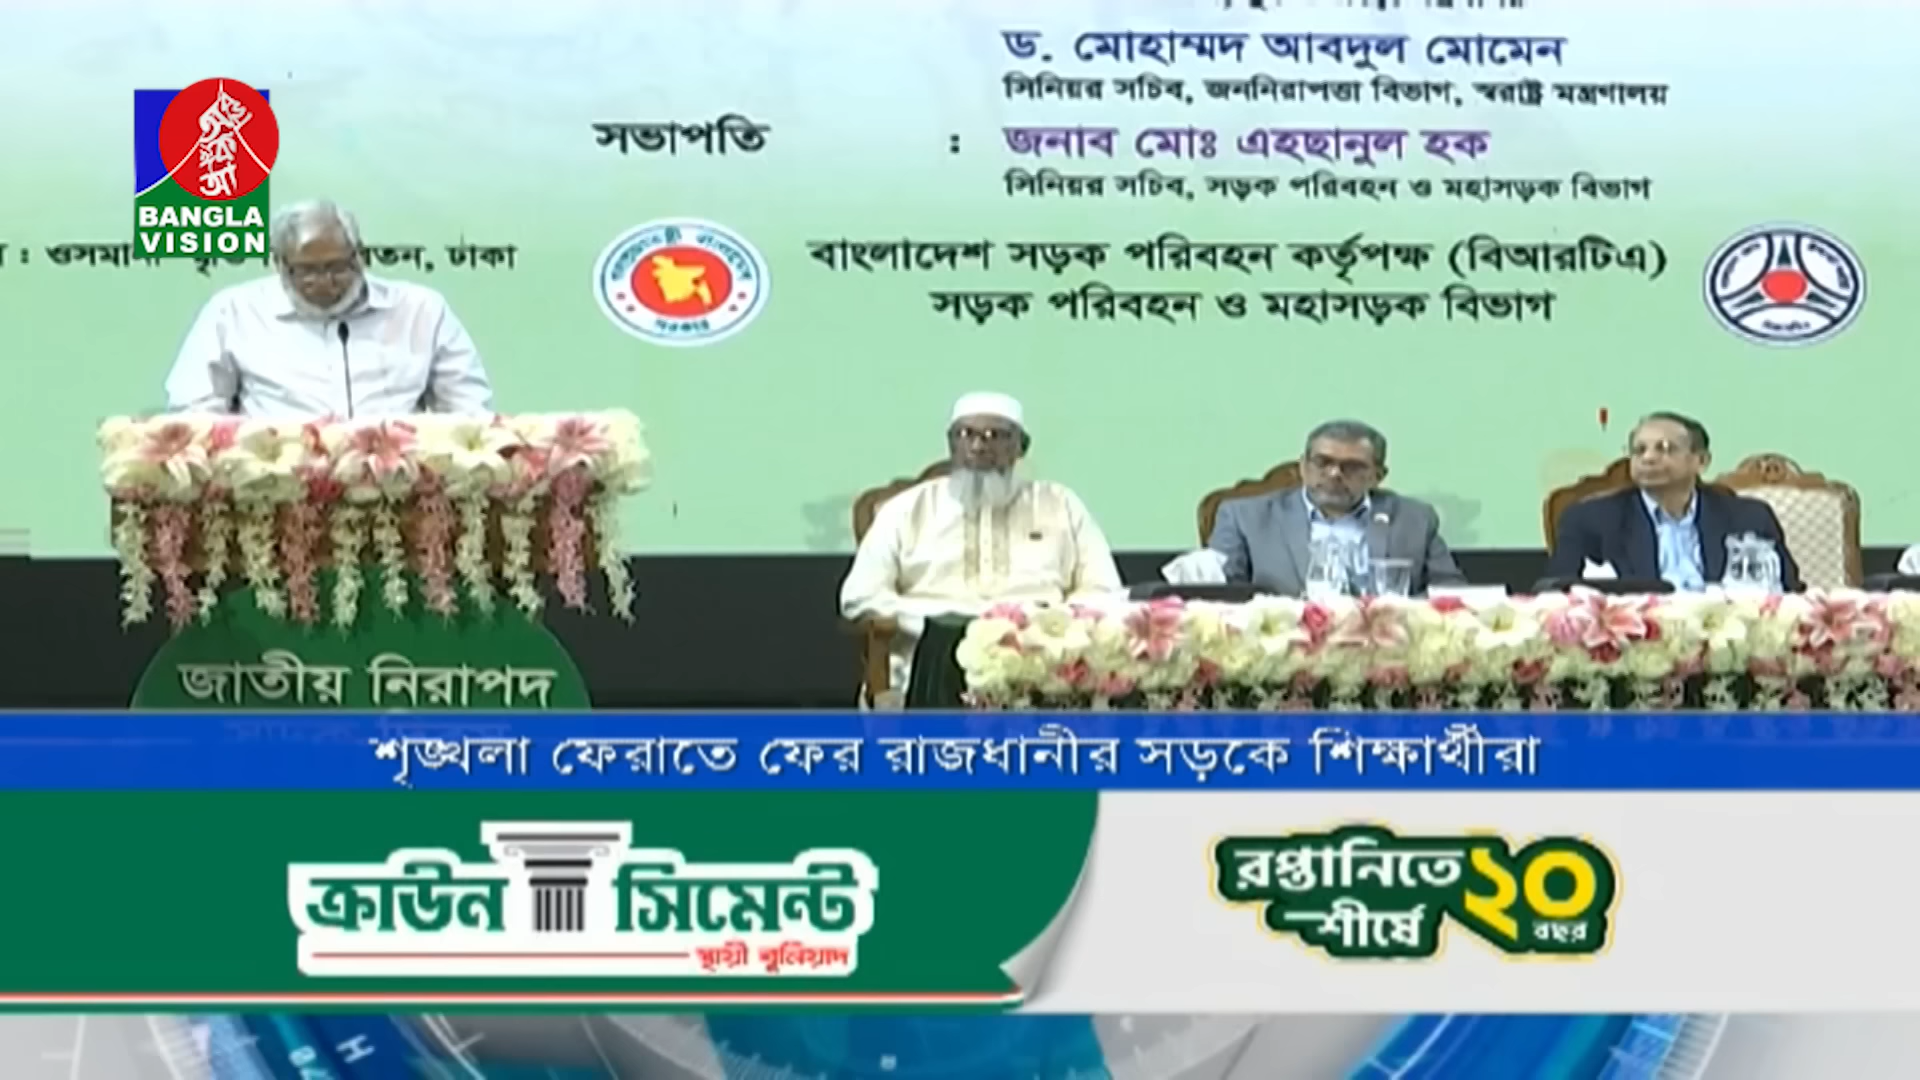 ড. মোহাম্মদ আবদুল মোমেন
সিনিয়র সচিব, জননিরাপত্তা বিভাগ, স্বরাষ্ট্র মন্ত্রণালয়
সভাপতি : জনাব মোঃ এহছানুল হক
সিনিয়র সচিব, সড়ক পরিবহন ও মহাসড়ক বিভাগ
BANGLA
VISION
: ওসমানী ঢাকা
বাংলাদেশ সড়ক পরিবহন কর্তৃপক্ষ (বিআরটিএ)
সড়ক পরিবহন ও মহাসড়ক বিভাগ
জাতীয় নিরাপদ
শৃঙ্খলা ফেরাতে ফের রাজধানীর সড়কে শিক্ষার্থীরা
ক্রাউন সিমেন্ট
স্থায়ী বুনিয়াদ
রপ্তানিতে
শীর্ষে
২০
বছর